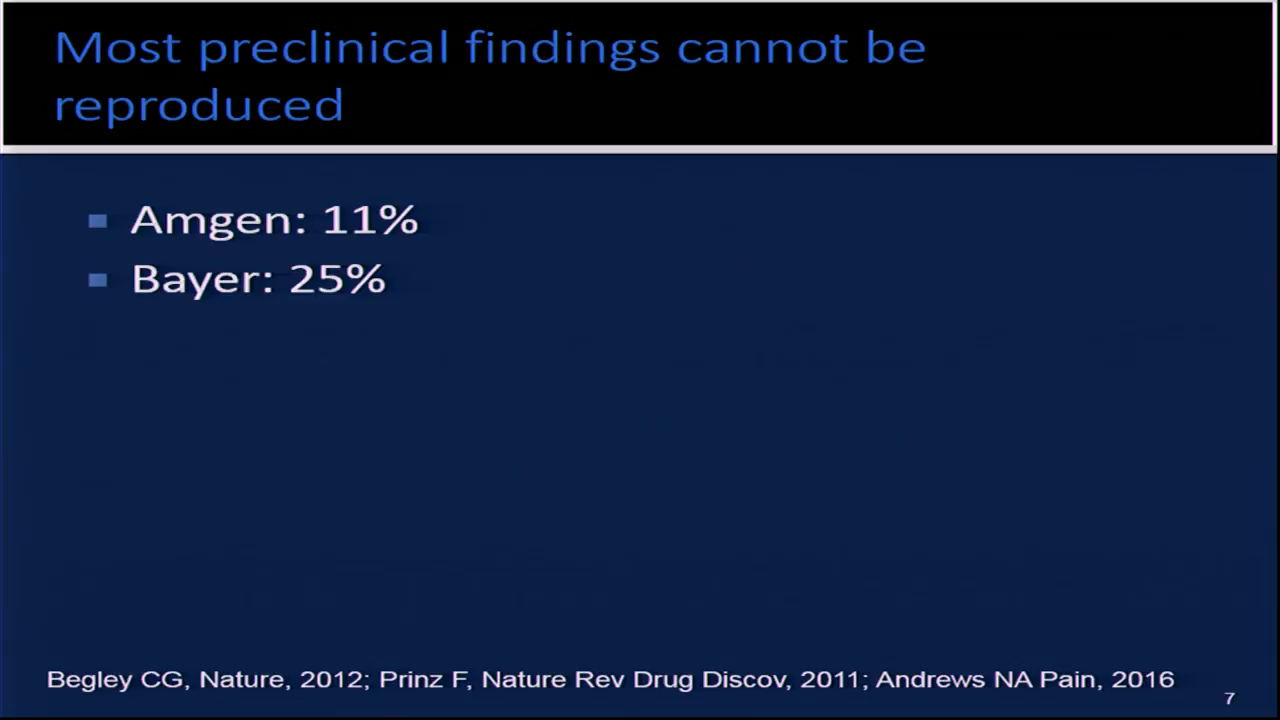 Most preclinical findings cannot be
reproduced
Amgen: 11%
Bayer: 25%
Begley CG, Nature, 2012; Prinz F, Nature Rev Drug Discov, 2011; Andrews NA Pain, 2016
7